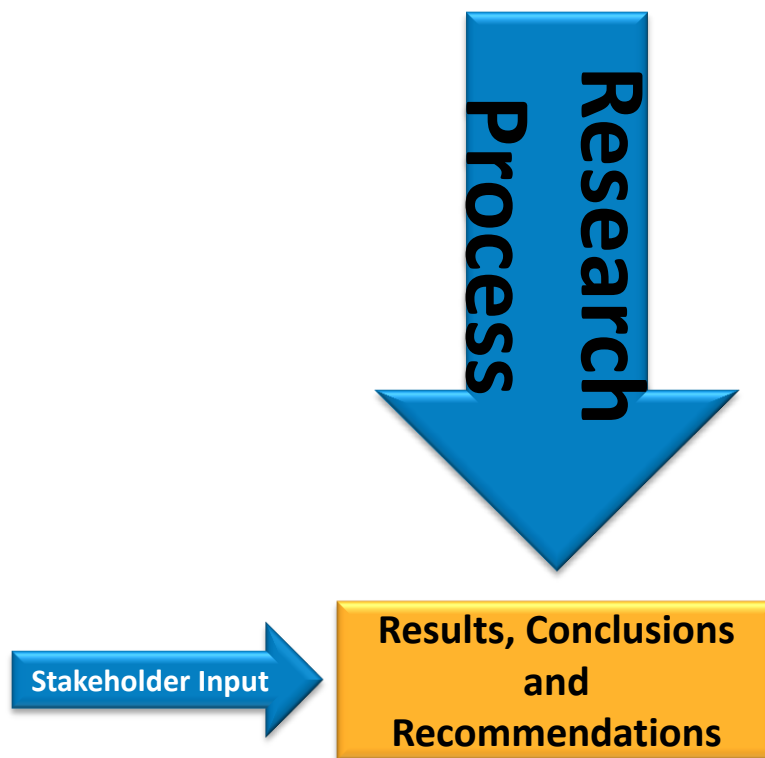 Research
Process
Stakeholder Input
Results, Conclusions
and
Recommendations